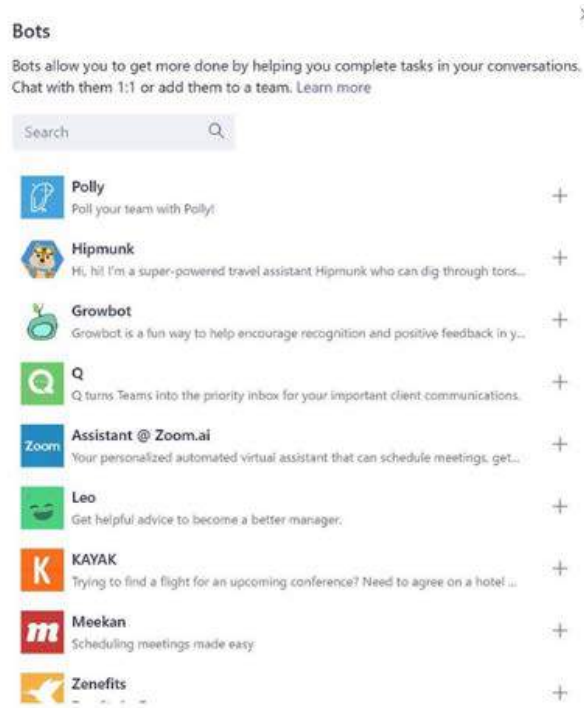 Bots
Bots allow you to get more done by helping you complete tasks in your conversations.
Chat with them 1:1 or add them to a team. Learn more
Search
Polly
Poll your team with Polly!
Hipmunk
Hi, hi! I'm a super-powered travel assistant Hipmunk who can dig through tons...
Growbot
Growbot is a fun way to help encourage recognition and positive feedback in y...
Q
Q
Q turns Teams into the priority inbox for your important client communications.
Zoom
Assistant @ Zoom.ai
Your personalized automated virtual assistant that can schedule meetings, get...
Leo
Get helpful advice to become a better manager.
K
KAYAK
Trying to find a flight for an upcoming conference? Need to agree on a hotel ...
m
Meekan
Scheduling meetings made easy
Zenefits